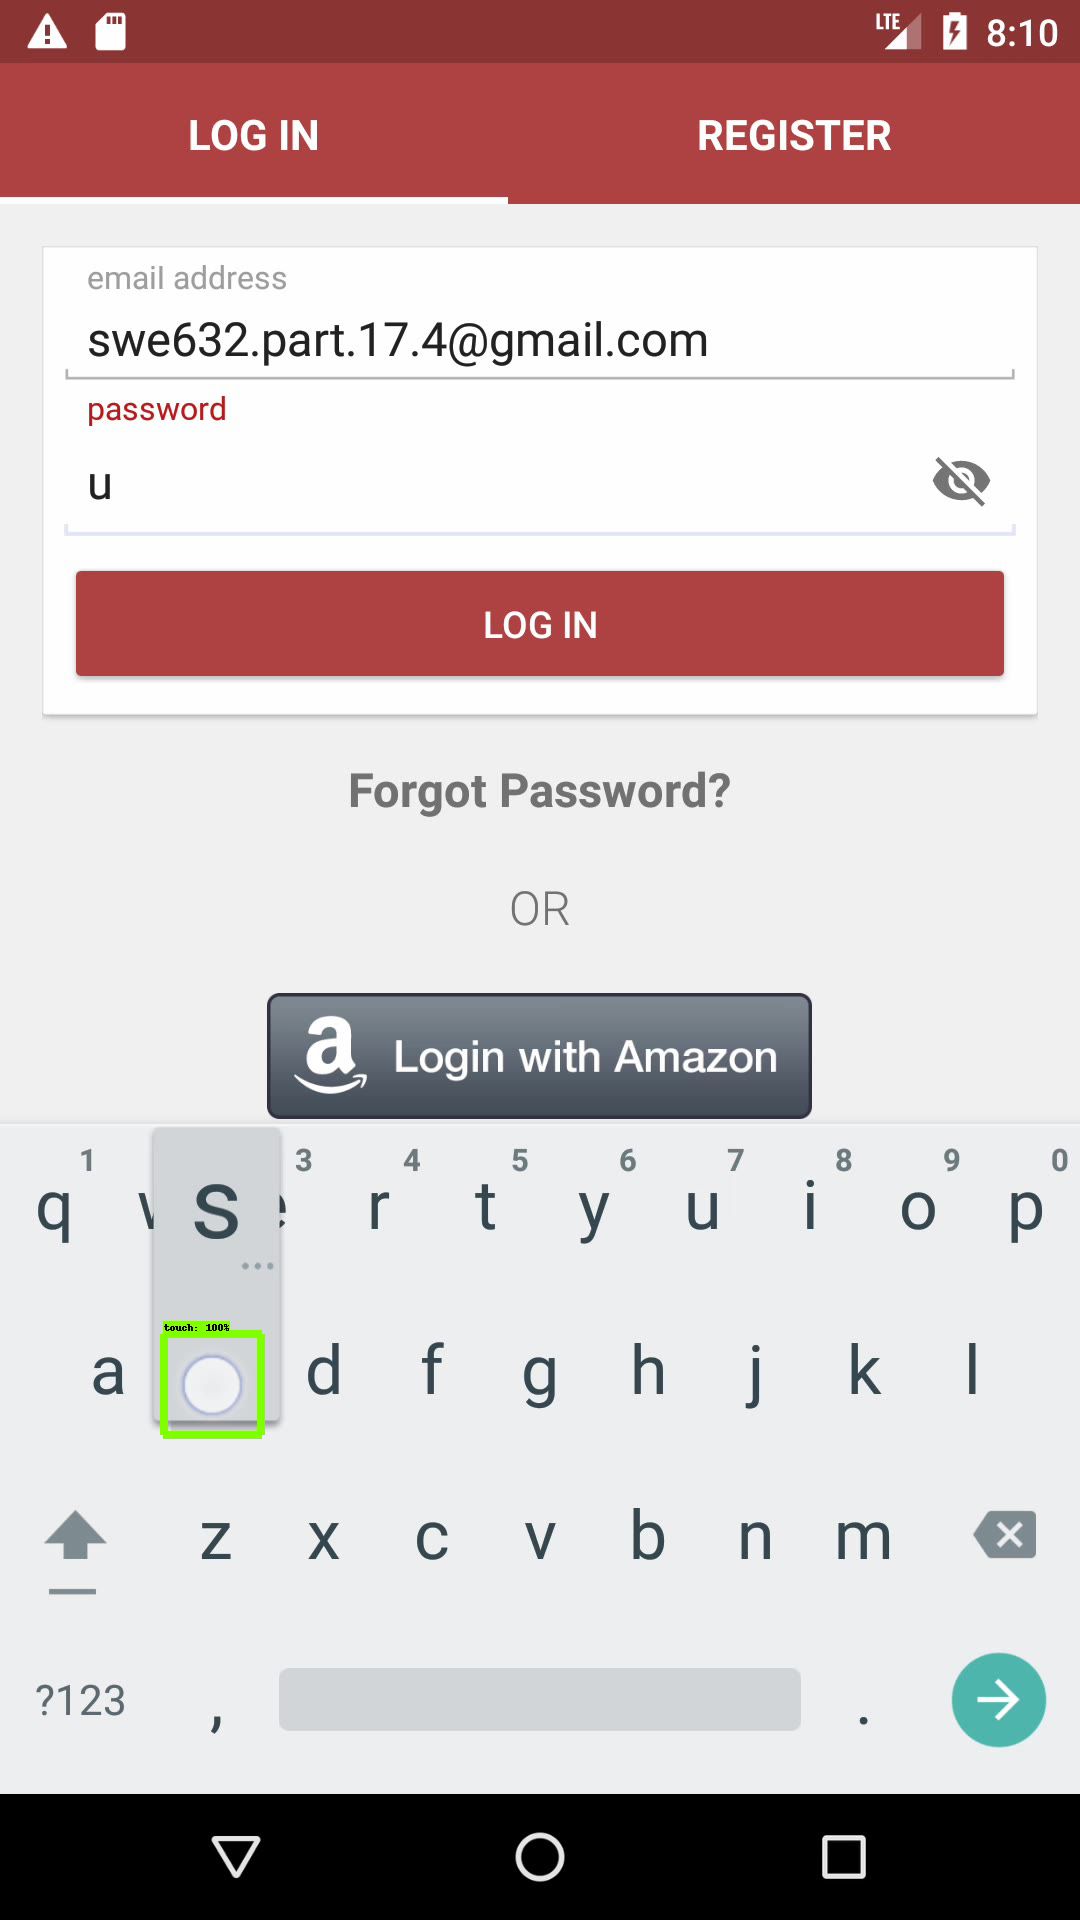 LTE 8:10
LOG IN REGISTER
email address
swe632.part.17.4@gmail.com
password
u
LOG IN
Forgot Password?
OR
a Login with Amazon
1 3 4 5 6 7 8 9 0
q w s e r t y u i o p
touch: 100%
a d f g h j k l
z x c v b n m
?123 , .